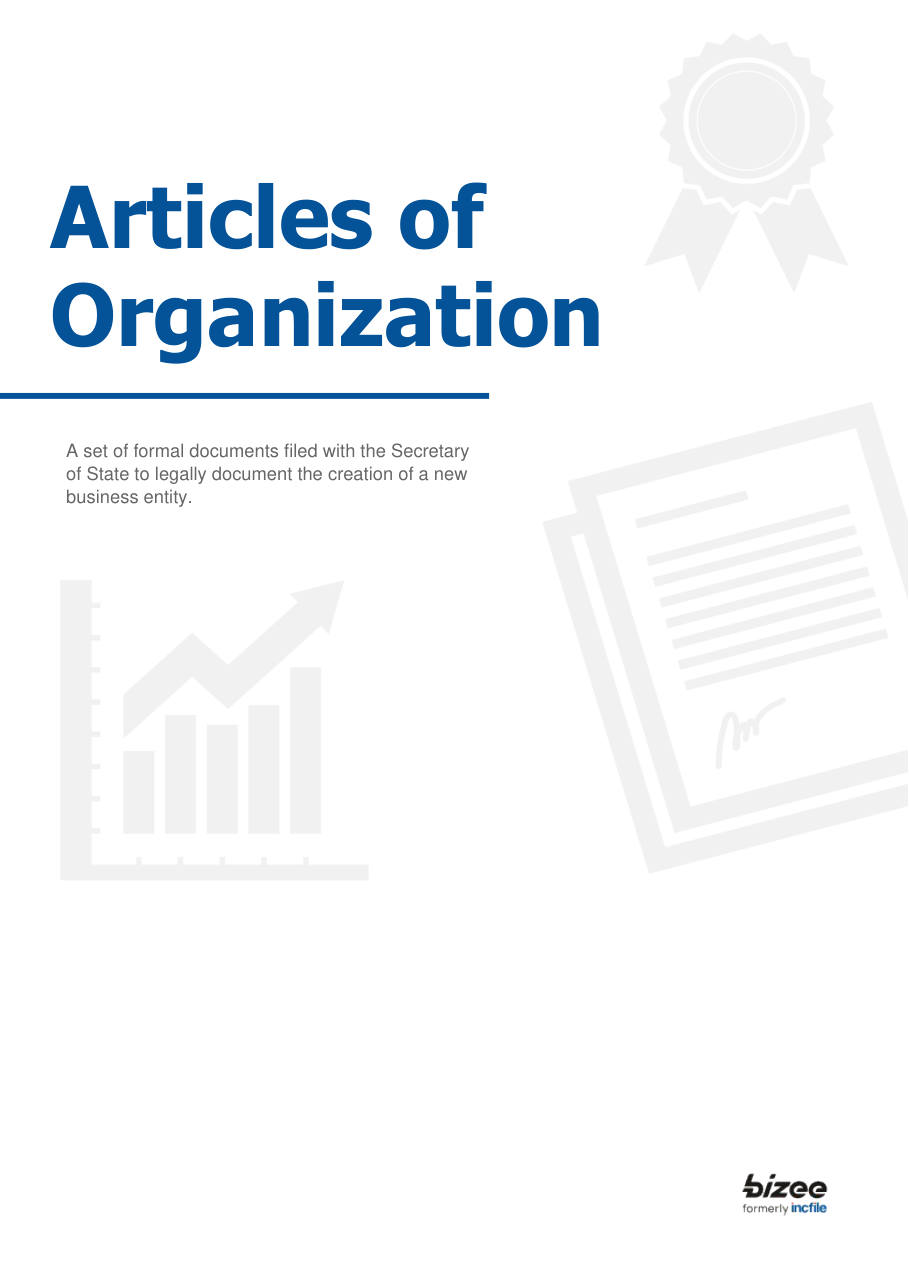 Articles of
Organization
A set of formal documents filed with the Secretary
of State to legally document the creation of a new
business entity.
bizee
formerly incfile